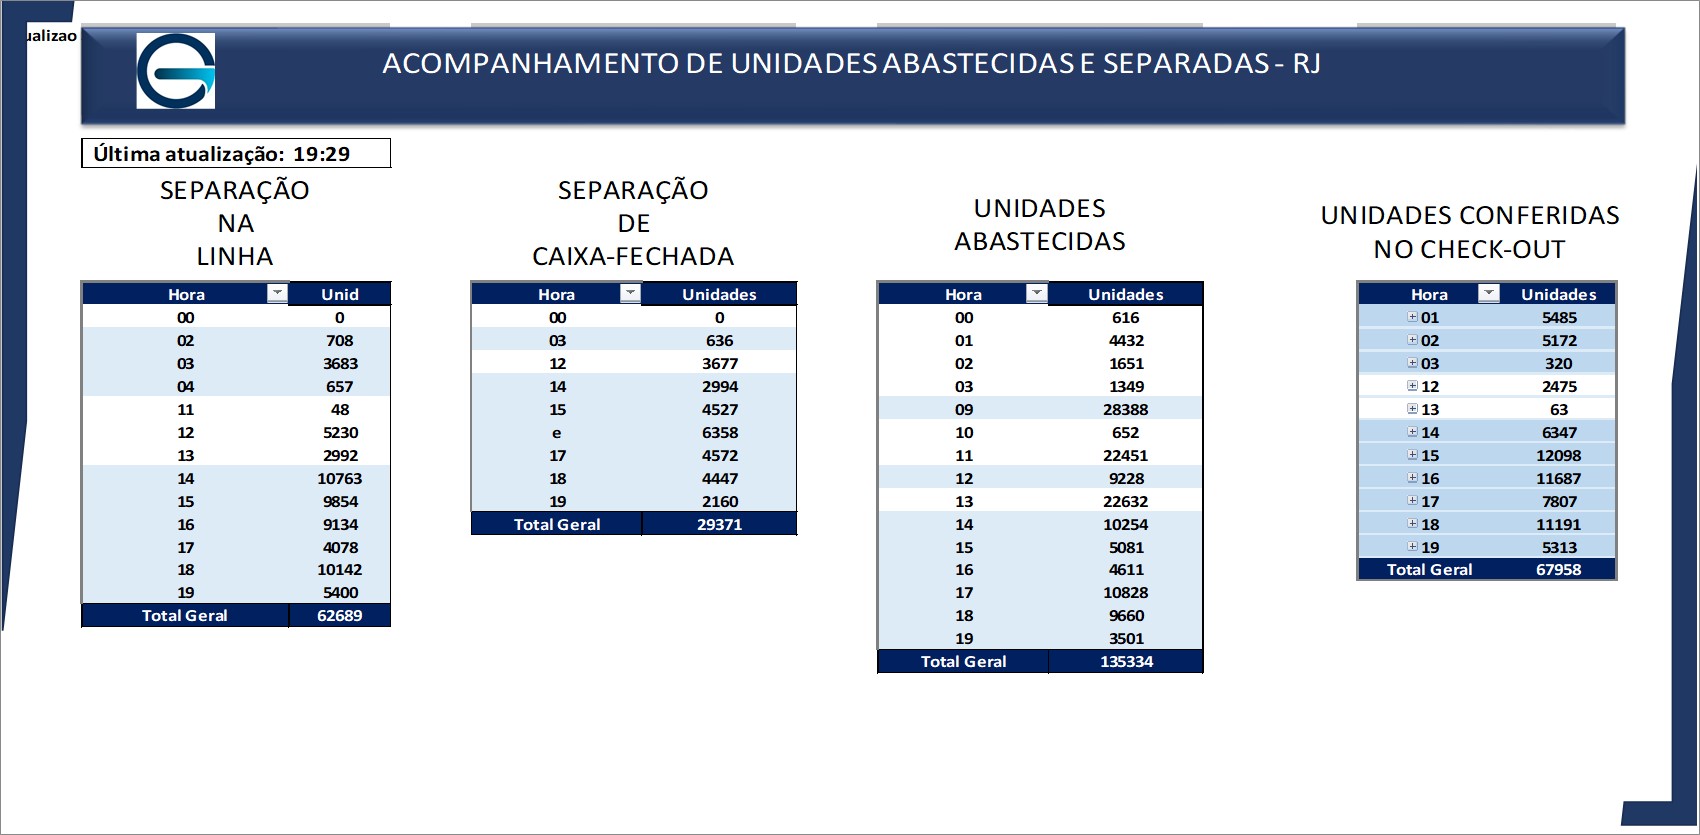 ualizao
ACOMPANHAMENTO DE UNIDADES ABASTECIDAS E SEPARADAS - RJ
Última atualização: 19:29
SEPARAÇÃO
NA
LINHA
Hora Unid
00 0
02 708
03 3683
04 657
11 48
12 5230
13 2992
14 10763
15 9854
16 9134
17 4078
18 10142
19 5400
Total Geral 62689
SEPARAÇÃO
DE
CAIXA-FECHADA
Hora Unidades
00 0
03 636
12 3677
14 2994
15 4527
e 6358
17 4572
18 4447
19 2160
Total Geral 29371
UNIDADES
ABASTECIDAS
Hora Unidades
00 616
01 4432
02 1651
03 1349
09 28388
10 652
11 22451
12 9228
13 22632
14 10254
15 5081
16 4611
17 10828
18 9660
19 3501
Total Geral 135334
UNIDADES CONFERIDAS
NO CHECK-OUT
Hora Unidades
01 5485
02 5172
03 320
12 2475
13 63
14 6347
15 12098
16 11687
17 7807
18 11191
19 5313
Total Geral 67958